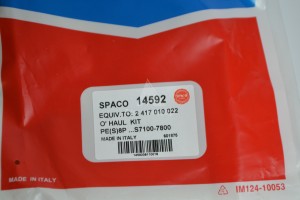 SPACO 14592
EQUIV.TO. 2 417 010 022
O' HAUL KIT
PE(S)8P ...S7100-7800
MADE IN ITALY
IM124-10053
MADE IN ITALY